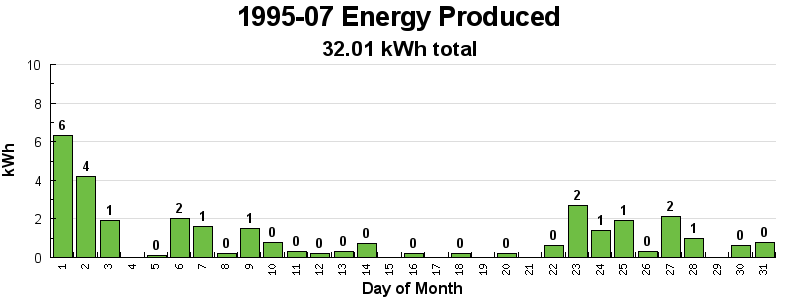 1995-07 Energy Produced
32.01 kWh total
10
8
6
4
2
0
kWh
6 4 1 0 2 1 0 1 0 0 0 0 0 0 0 0 0 2 1 1 0 2 1 0 0
1 2 3 4 5 6 7 8 9 10 11 12 13 14 15 16 17 18 19 20 21 22 23 24 25 26 27 28 29 30 31
Day of Month